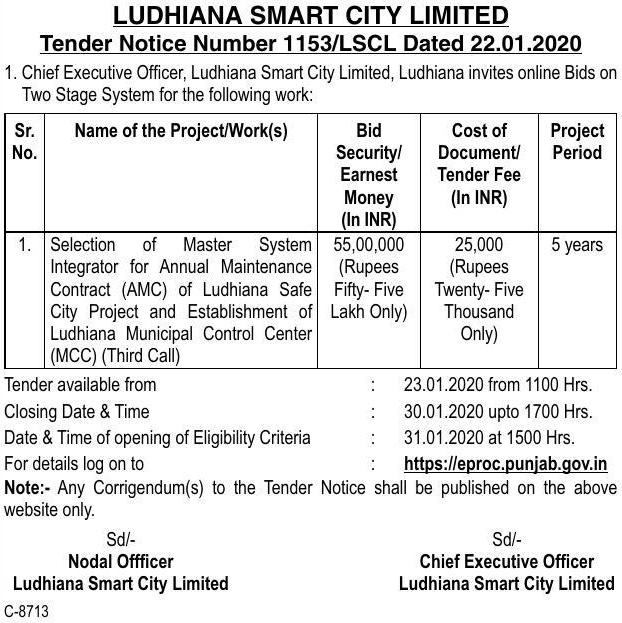 LUDHIANA SMART CITY LIMITED
Tender Notice Number 1153/LSCL Dated 22.01.2020
1. Chief Executive Officer, Ludhiana Smart City Limited, Ludhiana invites online Bids on
Two Stage System for the following work:
Sr.
No.
Name of the Project/Work(s)
Bid
Security/
Earnest
Money
(In INR)
Cost of
Document/
Tender Fee
(In INR)
Project
Period
1.
Selection of Master System
Integrator for Annual Maintenance
Contract (AMC) of Ludhiana Safe
City Project and Establishment of
Ludhiana Municipal Control Center
(MCC) (Third Call)
55,00,000
(Rupees
Fifty- Five
Lakh Only)
25,000
(Rupees
Twenty- Five
Thousand
Only)
5 years
Tender available from : 23.01.2020 from 1100 Hrs.
Closing Date & Time : 30.01.2020 upto 1700 Hrs.
Date & Time of opening of Eligibility Criteria : 31.01.2020 at 1500 Hrs.
For details log on to : https://eproc.punjab.gov.in
Note:- Any Corrigendum(s) to the Tender Notice shall be published on the above
website only.
Sd/-
Nodal Offficer
Ludhiana Smart City Limited
Sd/-
Chief Executive Officer
Ludhiana Smart City Limited
C-8713